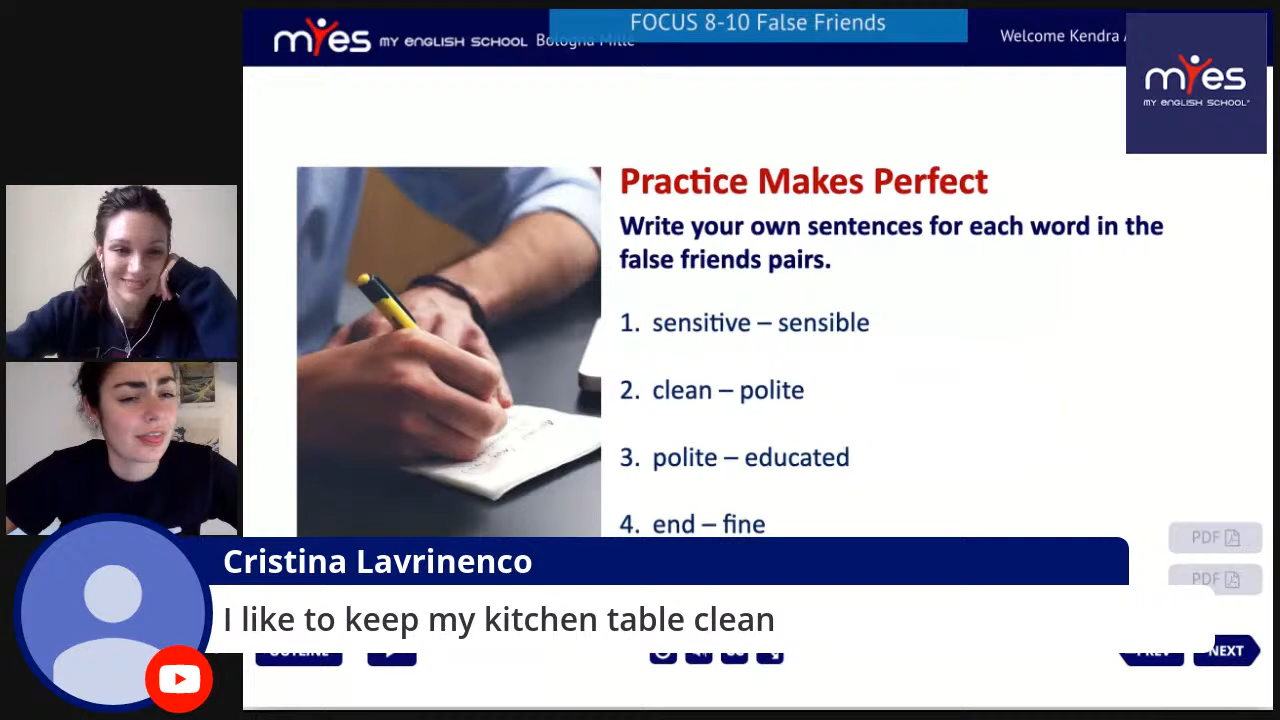 FOCUS 8-10 False Friends
myes MY ENGLISH SCHOOL Bologna Mille
Welcome Kendra A
myes
MY ENGLISH SCHOOL
Practice Makes Perfect
Write your own sentences for each word in the
false friends pairs.
1. sensitive – sensible
2. clean – polite
3. polite – educated
4. end – fine
PDF
PDF
Cristina Lavrinenco
I like to keep my kitchen table clean
OUTLINE
PREV
NEXT